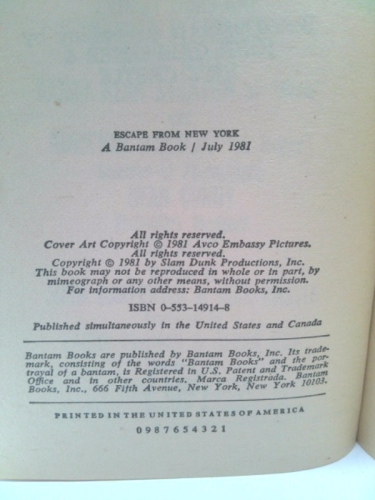 ESCAPE FROM NEW YORK
A Bantam Book / July 1981
All rights reserved.
Cover Art Copyright © 1981 Avco Embassy Pictures.
All rights reserved.
Copyright © 1981 by Slam Dunk Productions, Inc.
This book may not be reproduced in whole or in part, by
mimeograph or any other means, without permission.
For information address: Bantam Books, Inc.
ISBN 0-553-14914-8
Published simultaneously in the United States and Canada
Bantam Books are published by Bantam Books, Inc. Its trade-
mark, consisting of the words "Bantam Books" and the por-
trayal of a bantam, is Registered in U.S. Patent and Trademark
Office and in other countries. Marca Registrada. Bantam
Books, Inc., 666 Fifth Avenue, New York, New York 10103.
PRINTED IN THE UNITED STATES OF AMERICA
0 9 8 7 6 5 4 3 2 1